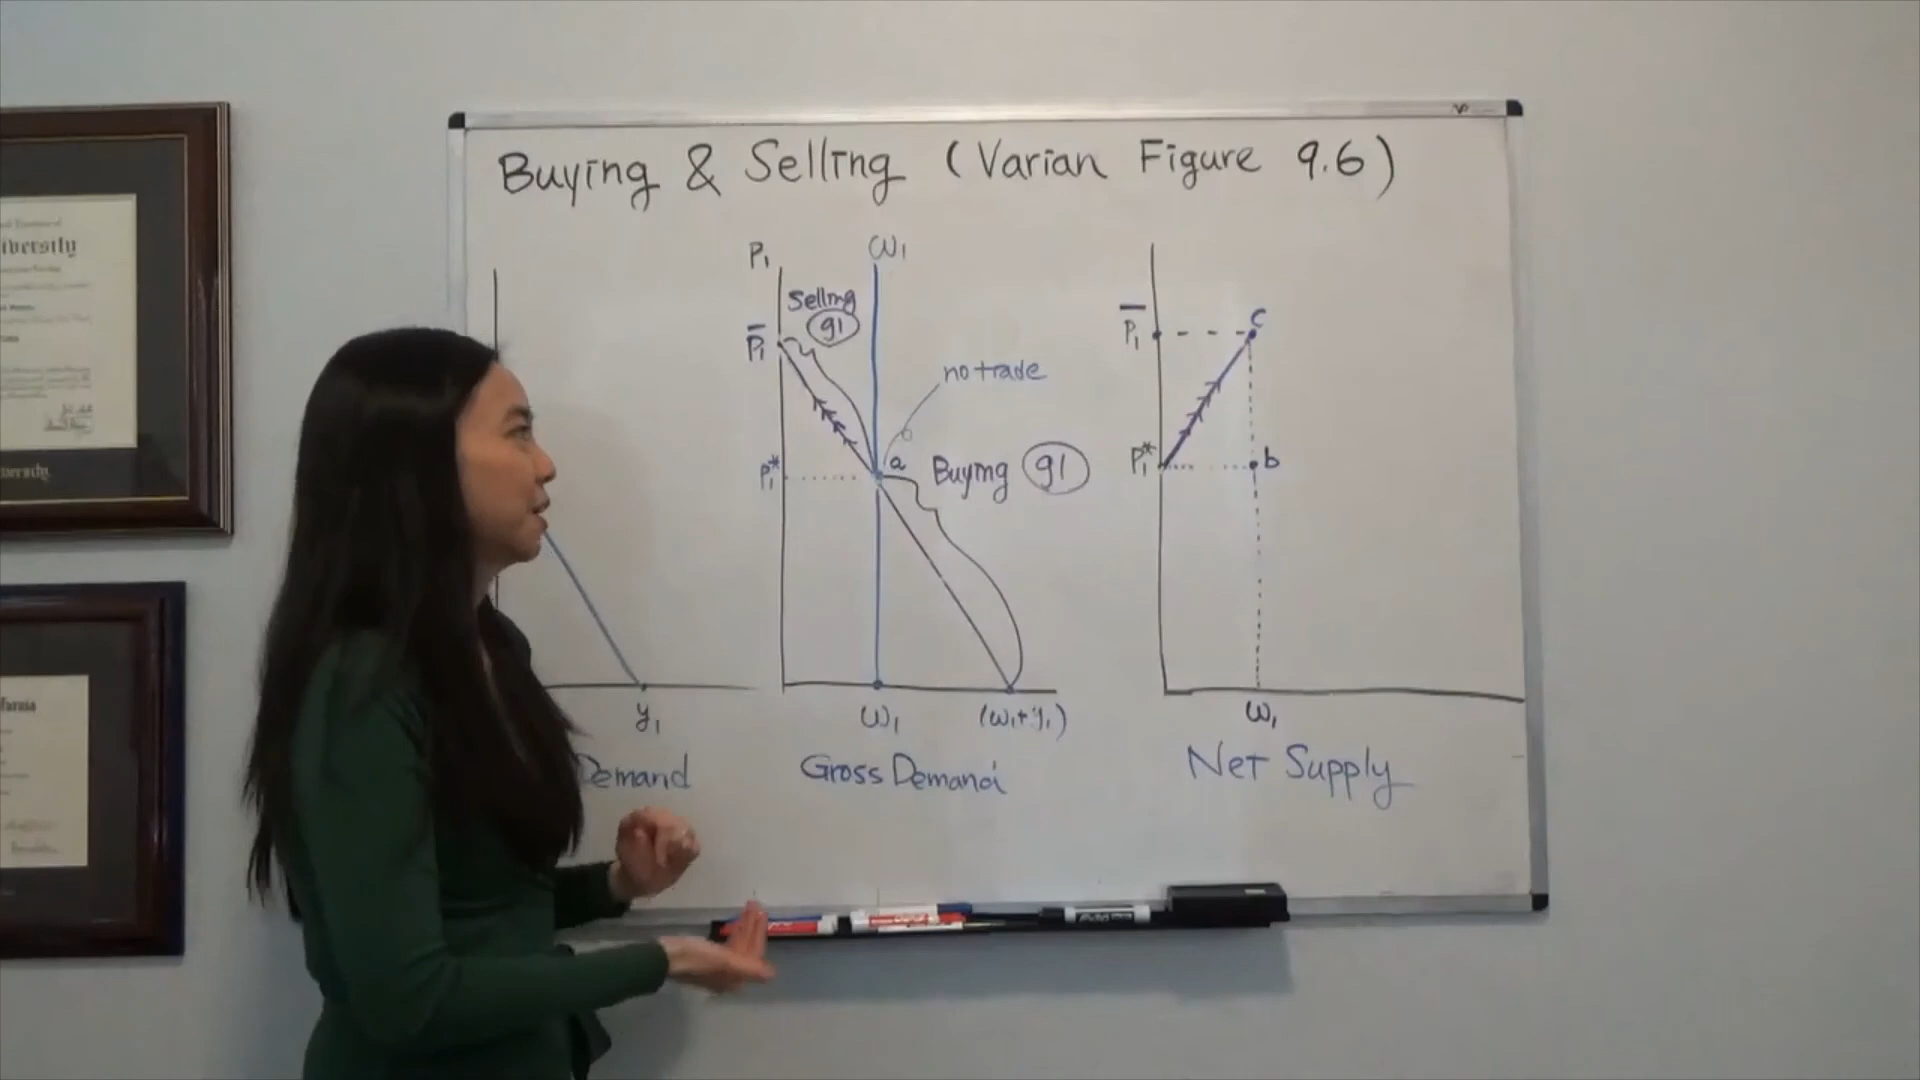 Buying & Selling (Varian Figure 9.6)
P₁
ω₁
Selling
g1
P̅₁
P₁*
a
no trade
Buying g1
ω₁
(ω₁+y₁)
Gross Demand
y₁
Demand
P̅₁
c
P₁*
b
ω₁
Net Supply
iversity